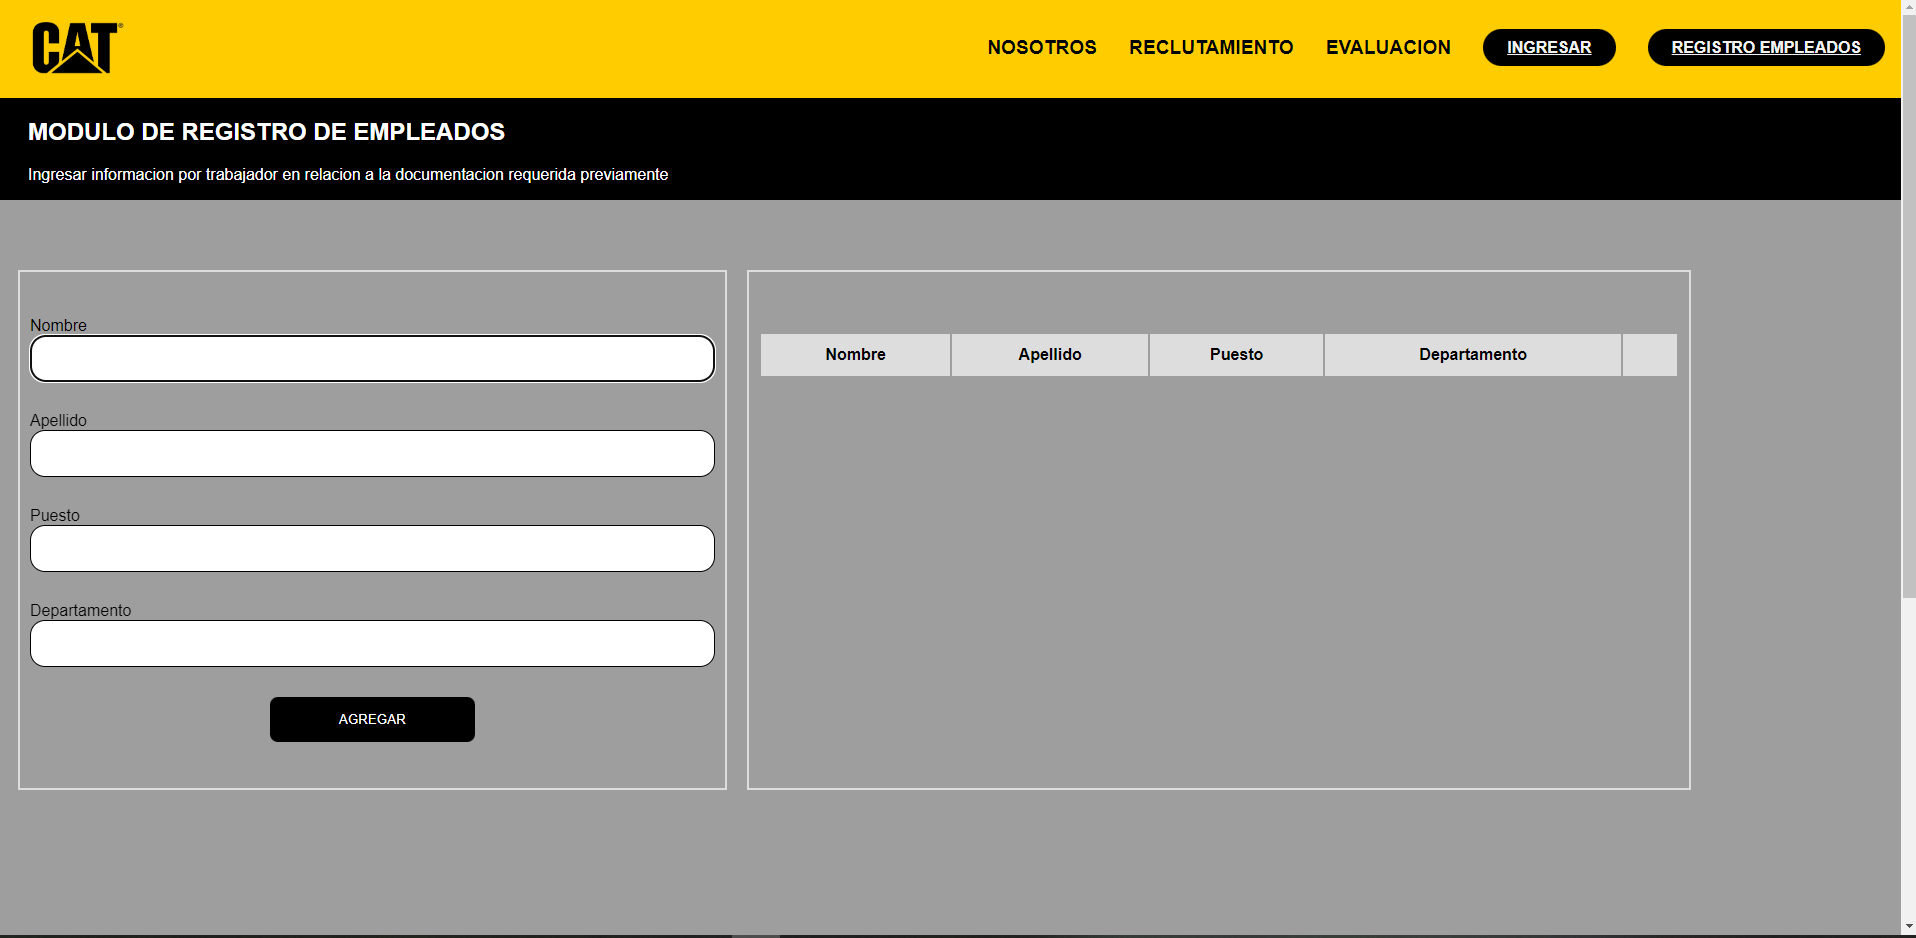 CAT
NOSOTROS RECLUTAMIENTO EVALUACION INGRESAR REGISTRO EMPLEADOS
MODULO DE REGISTRO DE EMPLEADOS
Ingresar informacion por trabajador en relacion a la documentacion requerida previamente
Nombre
Apellido
Puesto
Departamento
AGREGAR
Nombre Apellido Puesto Departamento